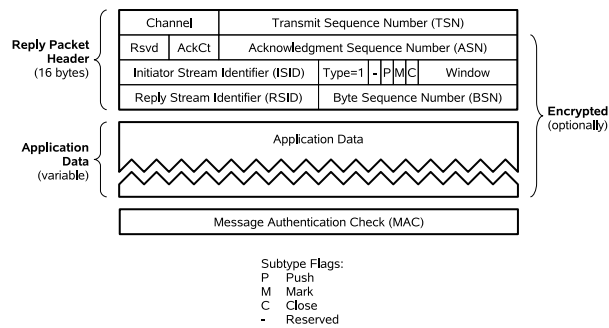 Channel Transmit Sequence Number (TSN)
Reply Packet Header (16 bytes)
Rsvd AckCt Acknowledgment Sequence Number (ASN)
Initiator Stream Identifier (ISID) Type=1 - P M C Window
Reply Stream Identifier (RSID) Byte Sequence Number (BSN)
Encrypted (optionally)
Application Data (variable)
Application Data
Message Authentication Check (MAC)
Subtype Flags:
P Push
M Mark
C Close
- Reserved